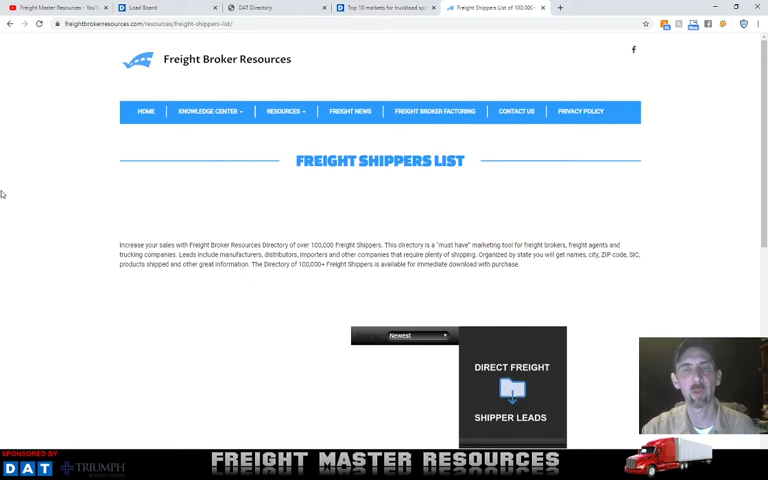 Freight Master Resources - YouT
Load Board
DAT Directory
Top 10 markets for truckload sp
Freight Shippers List of 100,000+
freightbrokerresources.com/resources/freight-shippers-list/
Freight Broker Resources
HOME
KNOWLEDGE CENTER
RESOURCES
FREIGHT NEWS
FREIGHT BROKER FACTORING
CONTACT US
PRIVACY POLICY
FREIGHT SHIPPERS LIST
Increase your sales with Freight Broker Resources Directory of over 100,000 Freight Shippers. This directory is a "must have" marketing tool for freight brokers, freight agents and
trucking companies. Leads include manufacturers, distributors, importers and other companies that require plenty of shipping. Organized by state you will get names, city, ZIP code, SIC,
products shipped and other great information. The Directory of 100,000+ Freight Shippers is available for immediate download with purchase.
Newest
DIRECT FREIGHT
SHIPPER LEADS
SPONSORED BY
DAT
TRIUMPH
FREIGHT MASTER RESOURCES